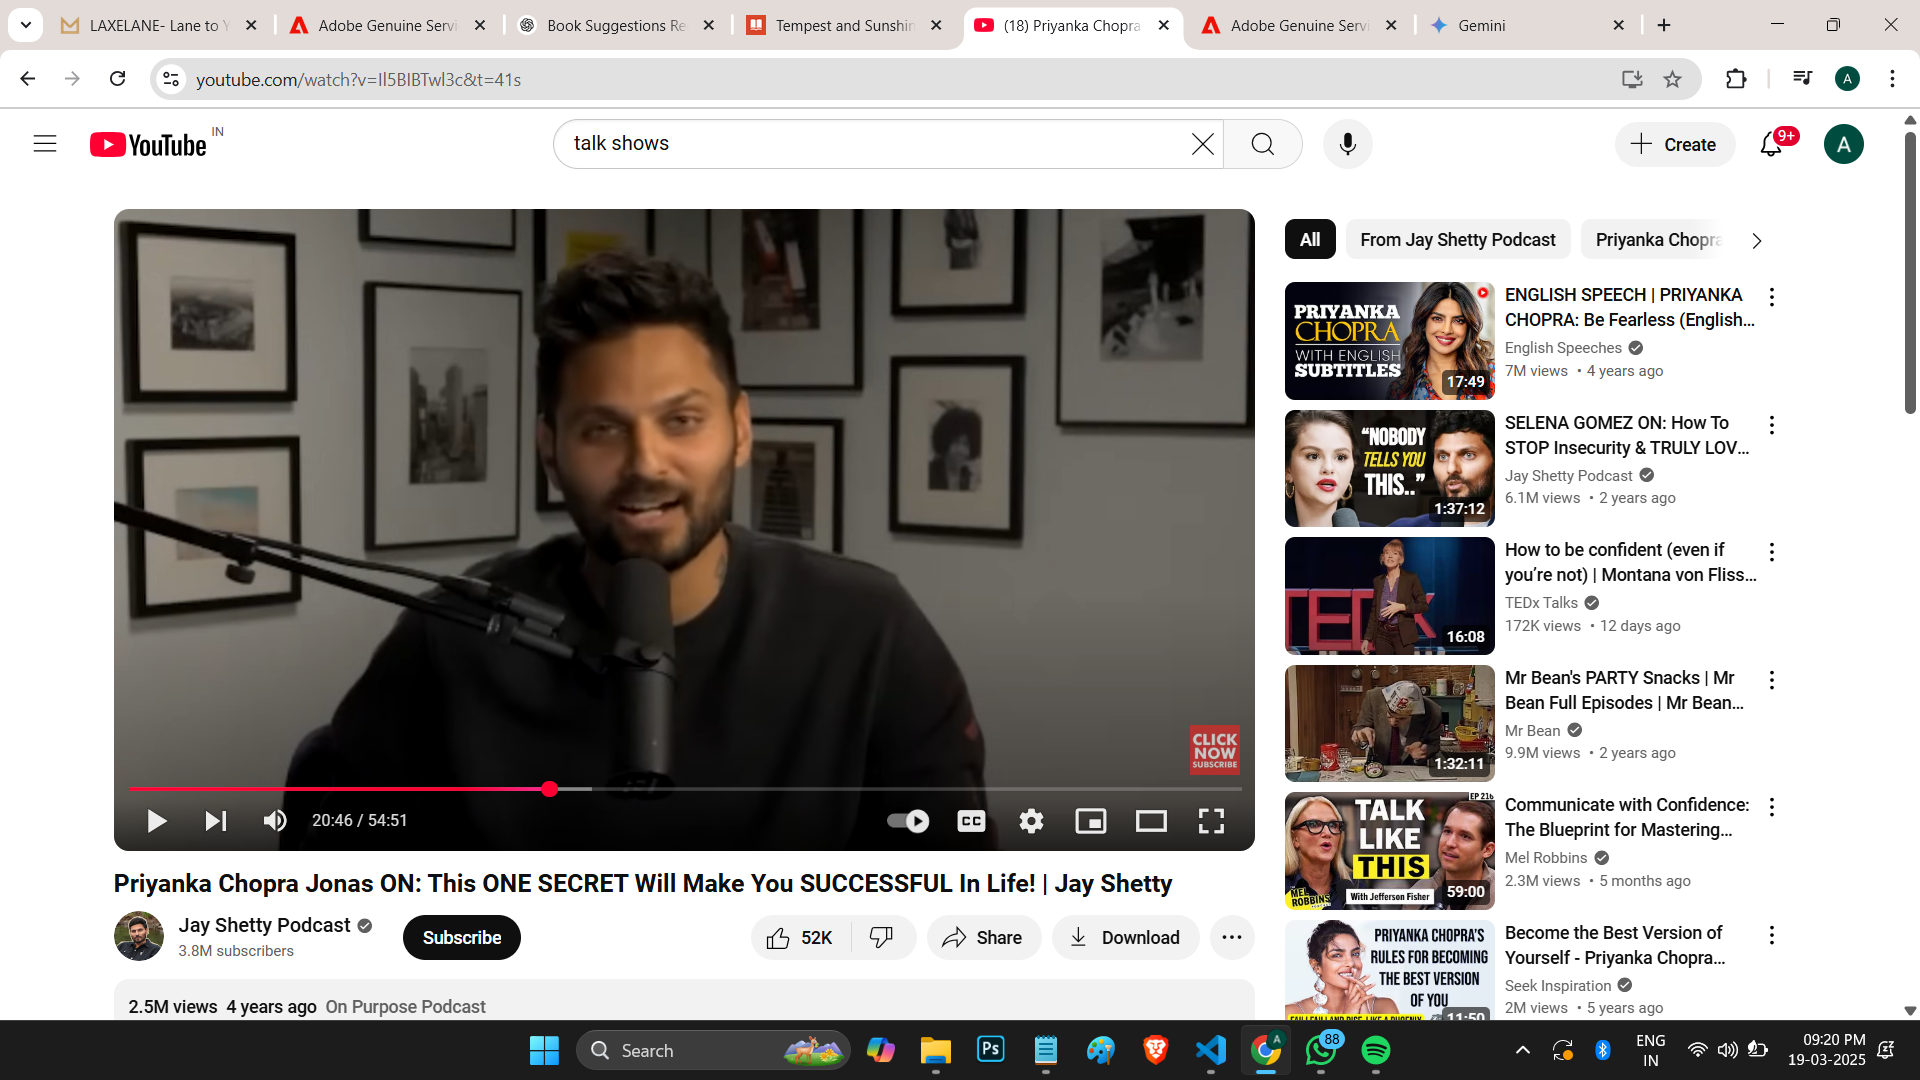 LAXELANE- Lane to Y
Adobe Genuine Servi
Book Suggestions Re
Tempest and Sunshin
(18) Priyanka Chopra
Adobe Genuine Servi
Gemini
youtube.com/watch?v=Il5BIBTwl3c&t=41s
A
YouTube IN
talk shows
Create
9+
A
CLICK
NOW
SUBSCRIBE
20:46 / 54:51
CC
Priyanka Chopra Jonas ON: This ONE SECRET Will Make You SUCCESSFUL In Life! | Jay Shetty
Jay Shetty Podcast
3.8M subscribers
Subscribe
52K
Share
Download
2.5M views 4 years ago On Purpose Podcast
All
From Jay Shetty Podcast
Priyanka Chopra
PRIYANKA
CHOPRA
WITH ENGLISH
SUBTITLES
17:49
ENGLISH SPEECH | PRIYANKA
CHOPRA: Be Fearless (English...
English Speeches
7M views • 4 years ago
"NOBODY
TELLS YOU
THIS.."
1:37:12
SELENA GOMEZ ON: How To
STOP Insecurity & TRULY LOV...
Jay Shetty Podcast
6.1M views • 2 years ago
TEDx
16:08
How to be confident (even if
you're not) | Montana von Fliss...
TEDx Talks
172K views • 12 days ago
1:32:11
Mr Bean's PARTY Snacks | Mr
Bean Full Episodes | Mr Bean...
Mr Bean
9.9M views • 2 years ago
EP 216
TALK
LIKE
THIS
With Jefferson Fisher
MEL
ROBBINS
59:00
Communicate with Confidence:
The Blueprint for Mastering...
Mel Robbins
2.3M views • 5 months ago
PRIYANKA CHOPRA'S
RULES FOR BECOMING
THE BEST VERSION
OF YOU
11:50
Become the Best Version of
Yourself - Priyanka Chopra...
Seek Inspiration
2M views • 5 years ago
Search
Ps
A
88
ENG
IN
09:20 PM
19-03-2025